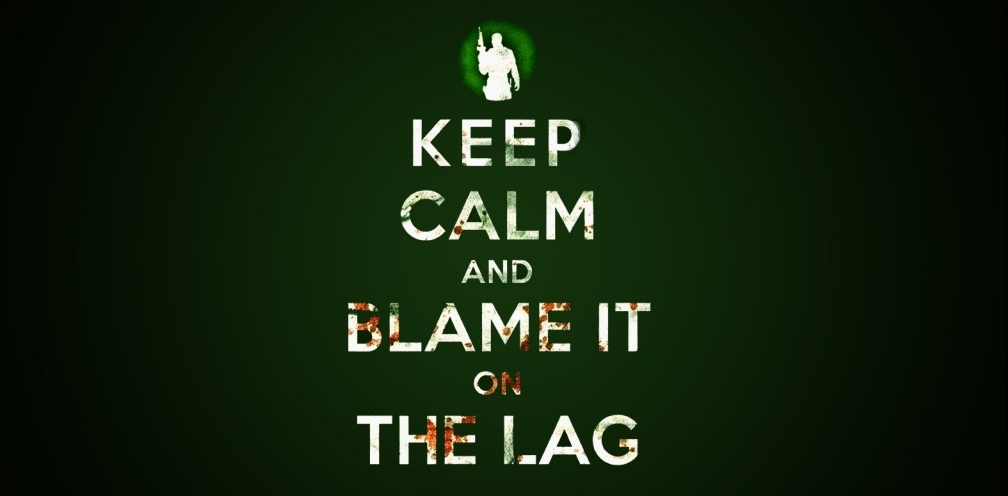 KEEP
CALM
AND
BLAME IT
ON
THE LAG